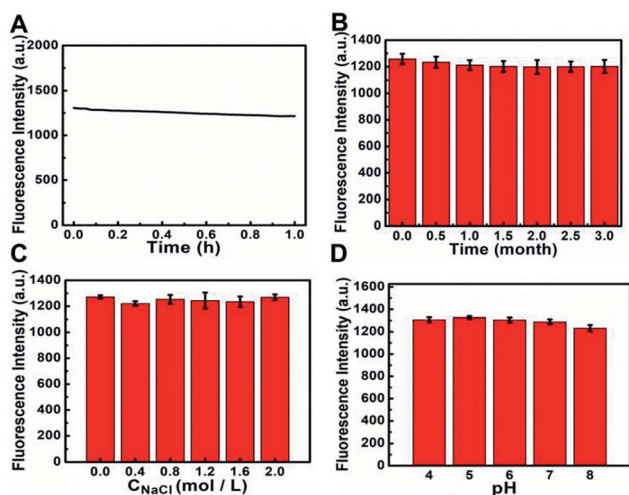 A
Fluorescence Intensity (a.u.)
2000
1500
1250
500
0
0.0 0.2 0.4 0.6 0.8 1.0
Time (h)
B
Fluorescence Intensity (a.u.)
1400
1200
1000
800
600
400
200
0
0.0 0.5 1.0 1.5 2.0 2.5 3.0
Time (month)
C
Fluorescence Intensity (a.u.)
1400
1200
1000
800
600
400
200
0
0.0 0.4 0.8 1.2 1.6 2.0
CNaCl (mol / L)
D
Fluorescence Intensity (a.u.)
1600
1400
1200
1000
800
600
400
200
0
4 5 6 7 8
pH